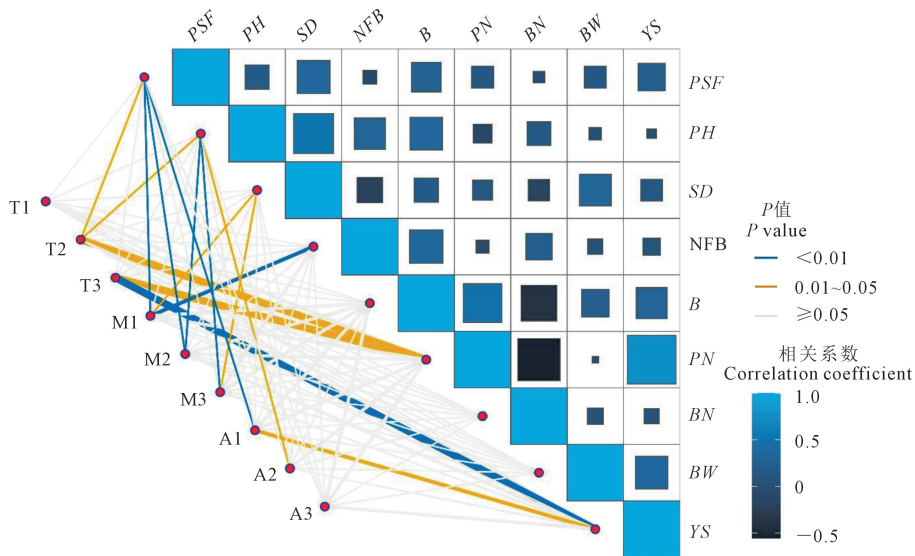 PSF PH SD NFB B PN BN BW YS
PSF
PH
SD
NFB
B
PN
BN
BW
YS
T1
T2
T3
M1
M2
M3
A1
A2
A3
P值
P value
<0.01
0.01~0.05
≥0.05
相关系数
Correlation coefficient
1.0
0.5
0
−0.5